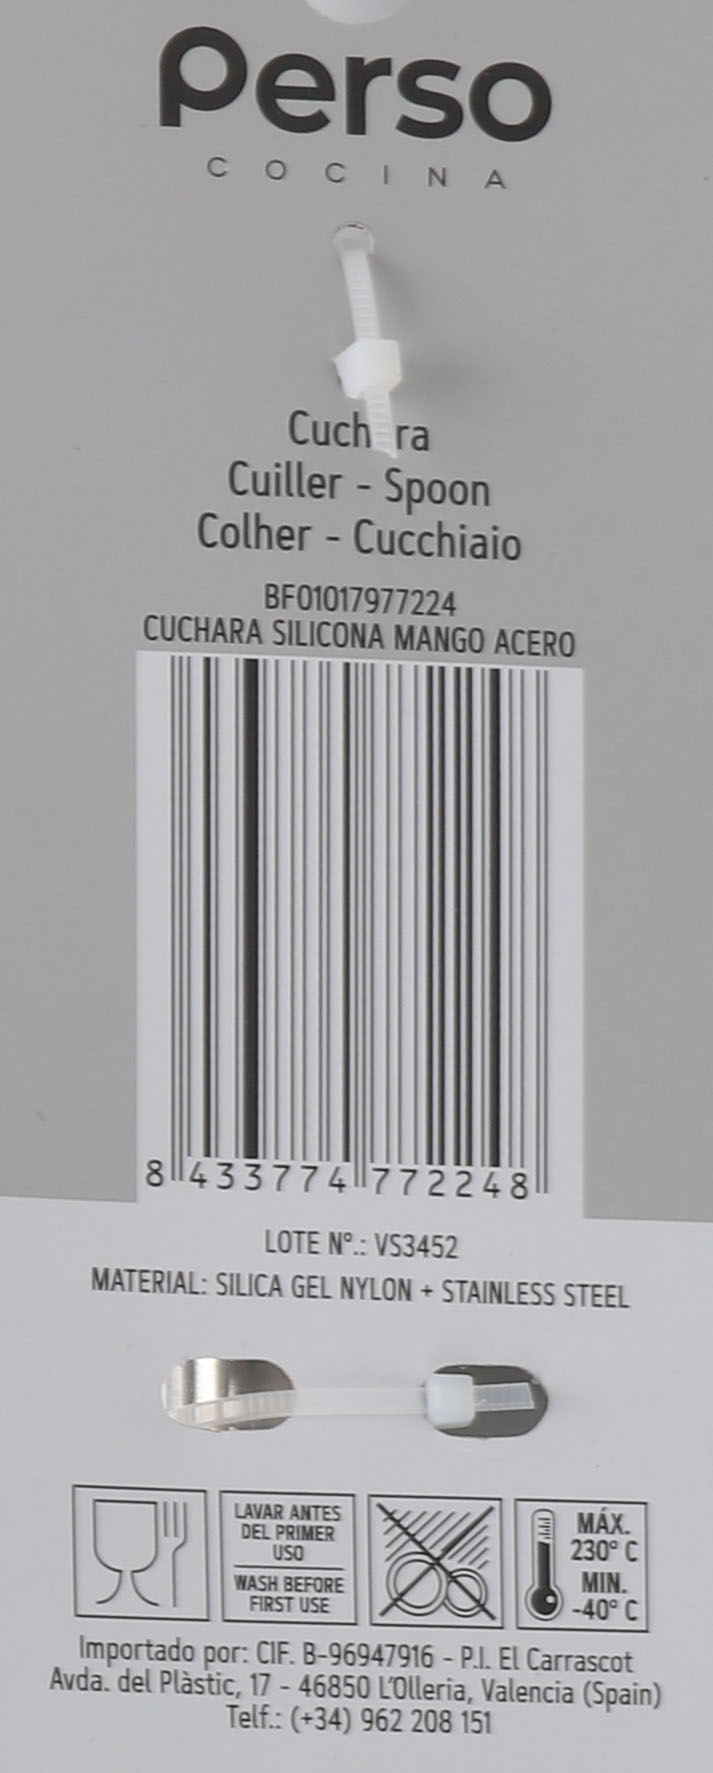 Perso
COCINA
Cuchara
Cuiller - Spoon
Colher - Cucchiaio
BF01017977224
CUCHARA SILICONA MANGO ACERO
8 433774 772248
LOTE Nº.: VS3452
MATERIAL: SILICA GEL NYLON + STAINLESS STEEL
LAVAR ANTES
DEL PRIMER
USO
WASH BEFORE
FIRST USE
MÁX.
230° C
MIN.
-40° C
Importado por: CIF. B-96947916 - P.I. El Carrascot
Avda. del Plàstic, 17 - 46850 L'Olleria, Valencia (Spain)
Telf.: (+34) 962 208 151